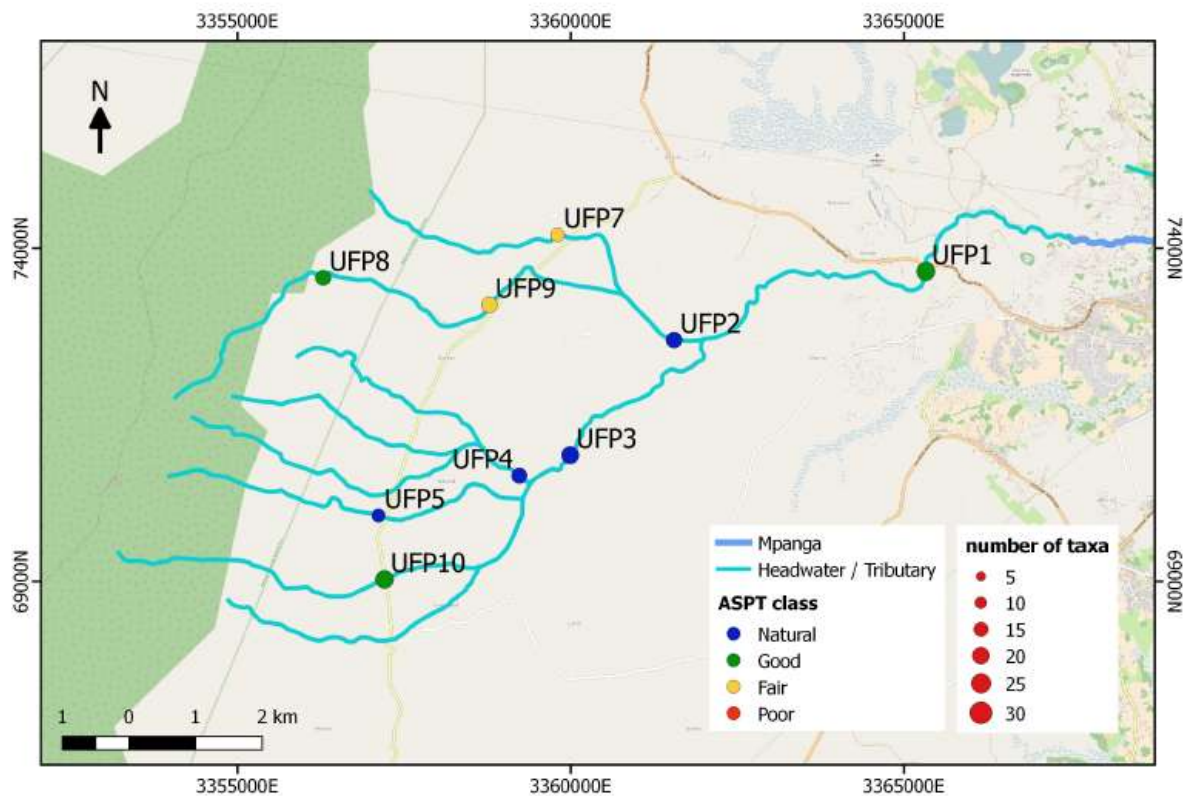 3355000E 3360000E 3365000E
N
UFP7
74000N 74000N
UFP8 UFP1
UFP9
UFP2
UFP3
UFP4
UFP5
UFP10
69000N 69000N
Mpanga
Headwater / Tributary
ASPT class
Natural
Good
Fair
Poor
number of taxa
5
10
15
20
25
30
1 0 1 2 km
3355000E 3360000E 3365000E